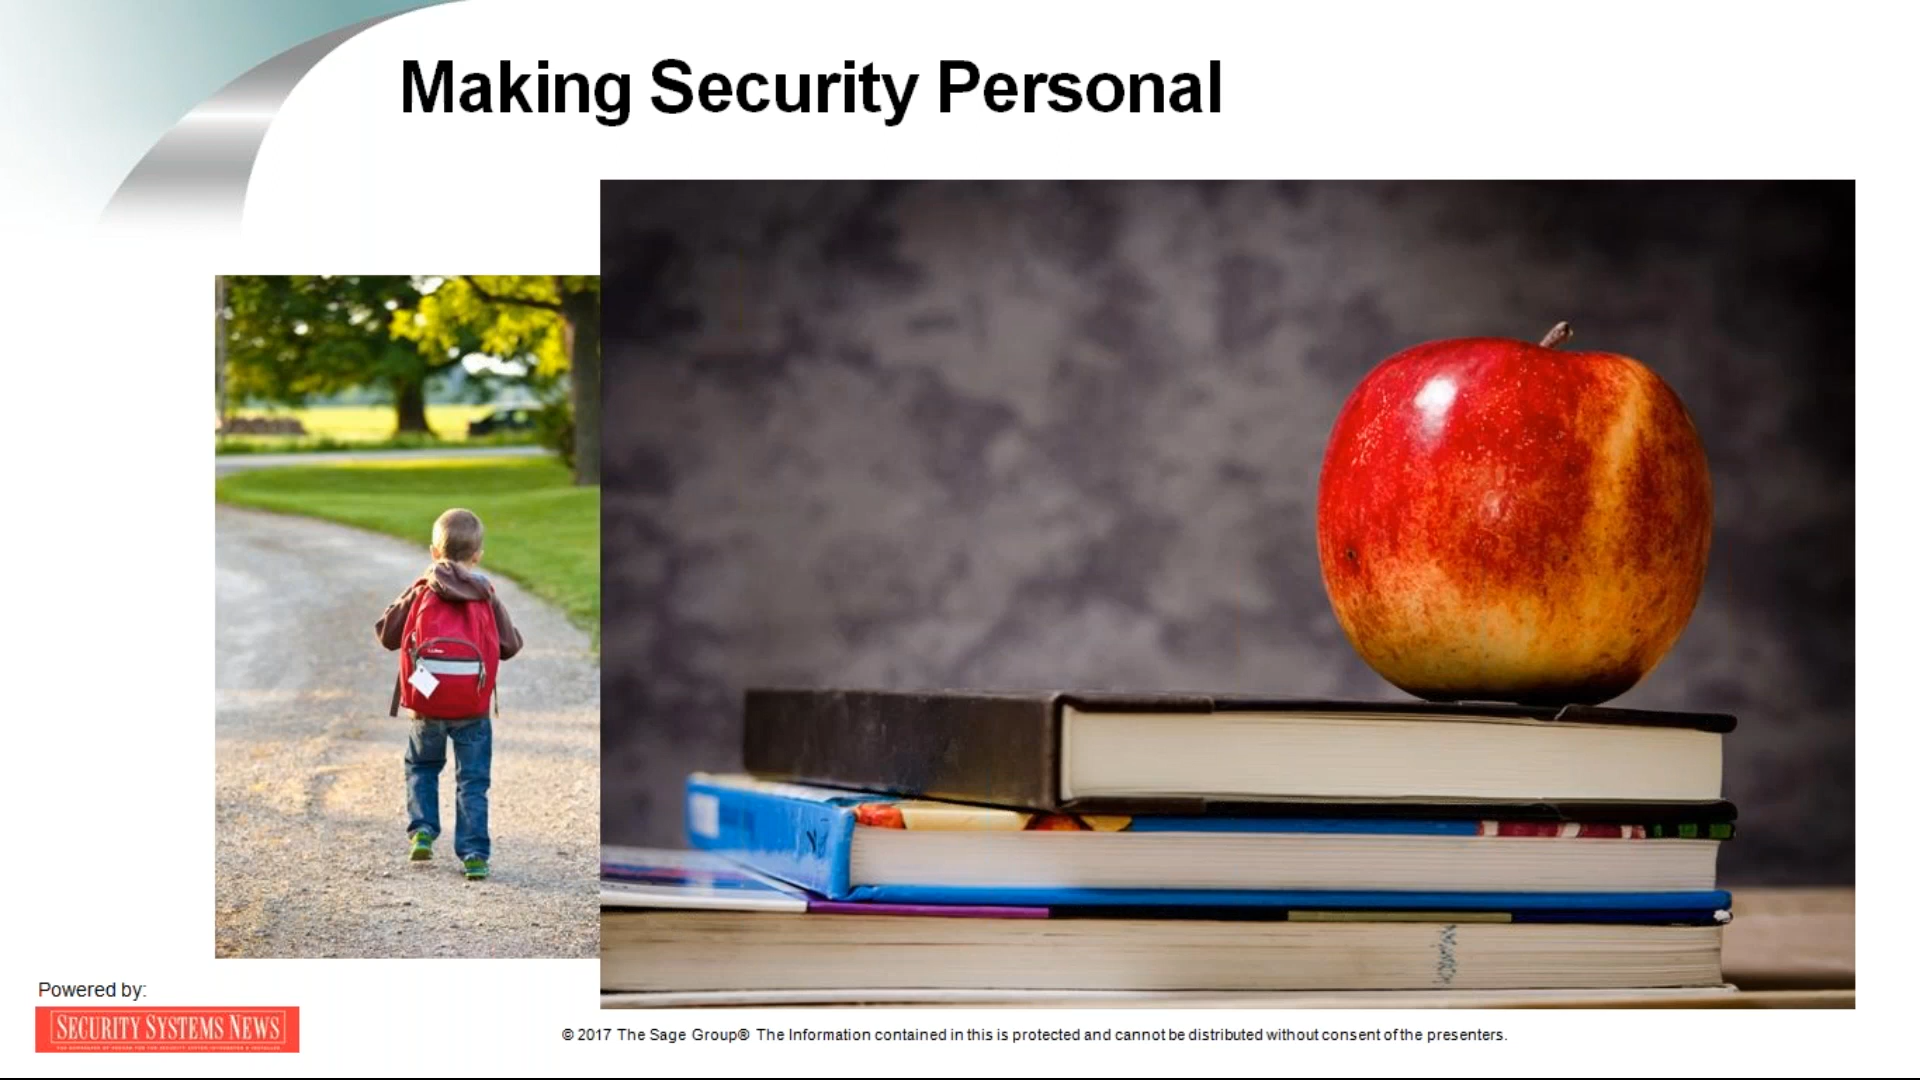 Making Security Personal
Powered by:
SECURITY SYSTEMS NEWS
© 2017 The Sage Group® The Information contained in this is protected and cannot be distributed without consent of the presenters.